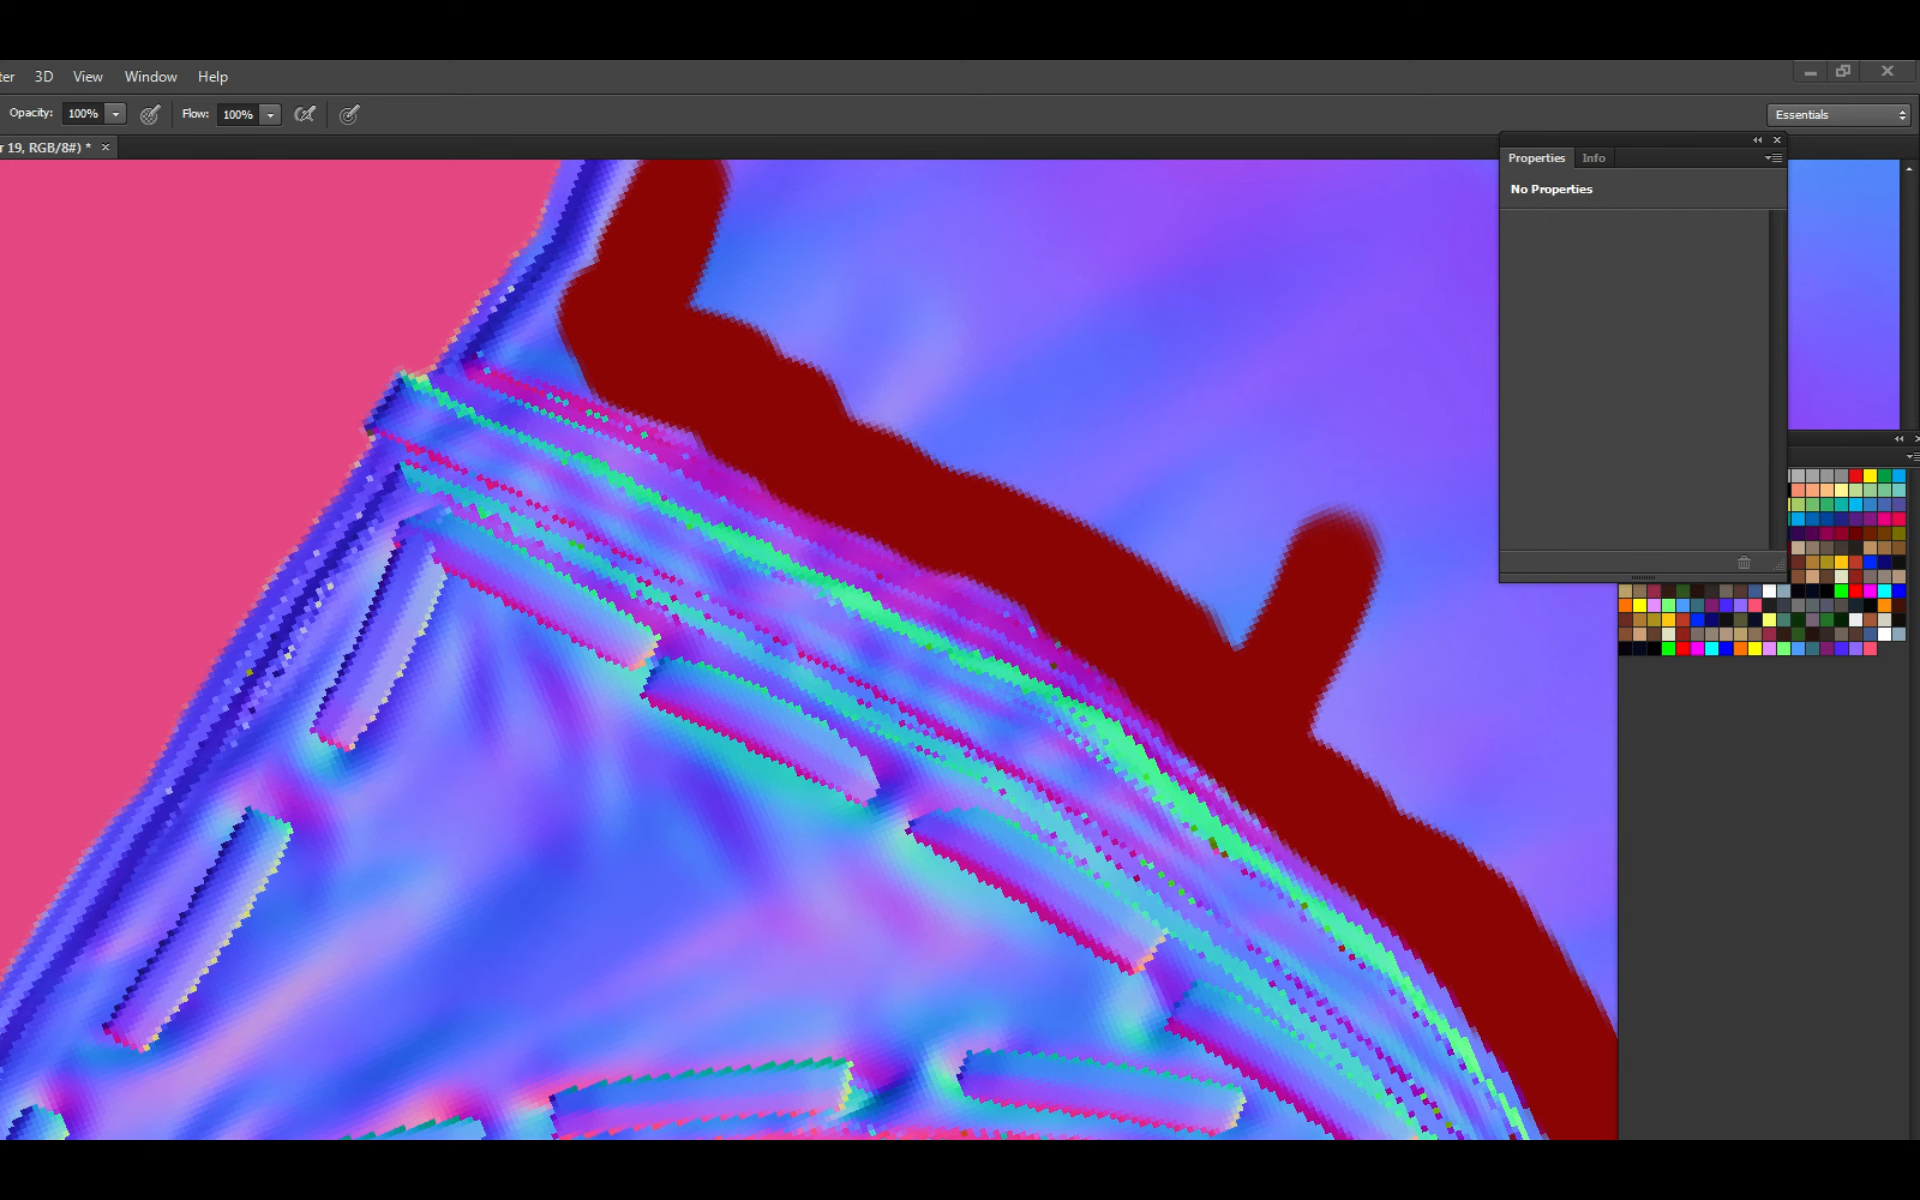 ter 3D View Window Help
Opacity: 100% Flow: 100% Essentials
r 19, RGB/8#) *
Properties Info
No Properties